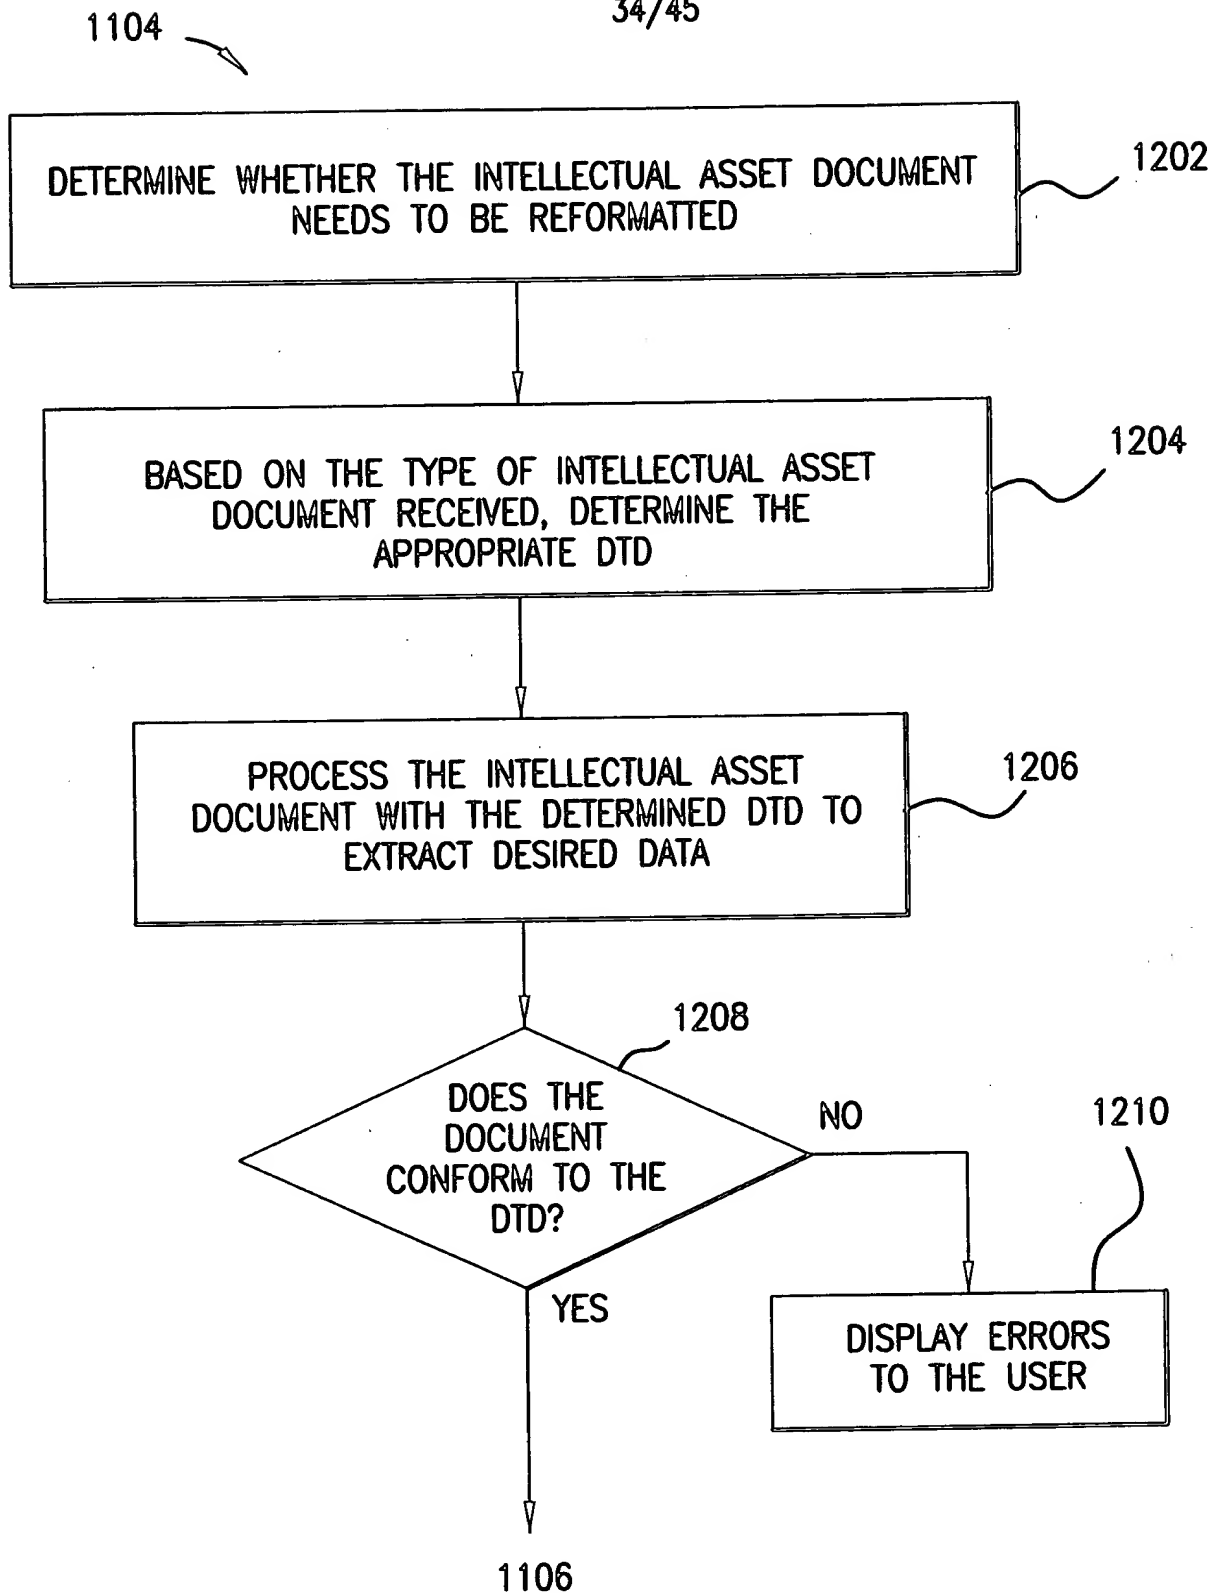 34/45
1104
DETERMINE WHETHER THE INTELLECTUAL ASSET DOCUMENT
NEEDS TO BE REFORMATTED
1202
BASED ON THE TYPE OF INTELLECTUAL ASSET
DOCUMENT RECEIVED, DETERMINE THE
APPROPRIATE DTD
1204
PROCESS THE INTELLECTUAL ASSET
DOCUMENT WITH THE DETERMINED DTD TO
EXTRACT DESIRED DATA
1206
1208
DOES THE
DOCUMENT
CONFORM TO THE
DTD?
NO
1210
YES
DISPLAY ERRORS
TO THE USER
1106